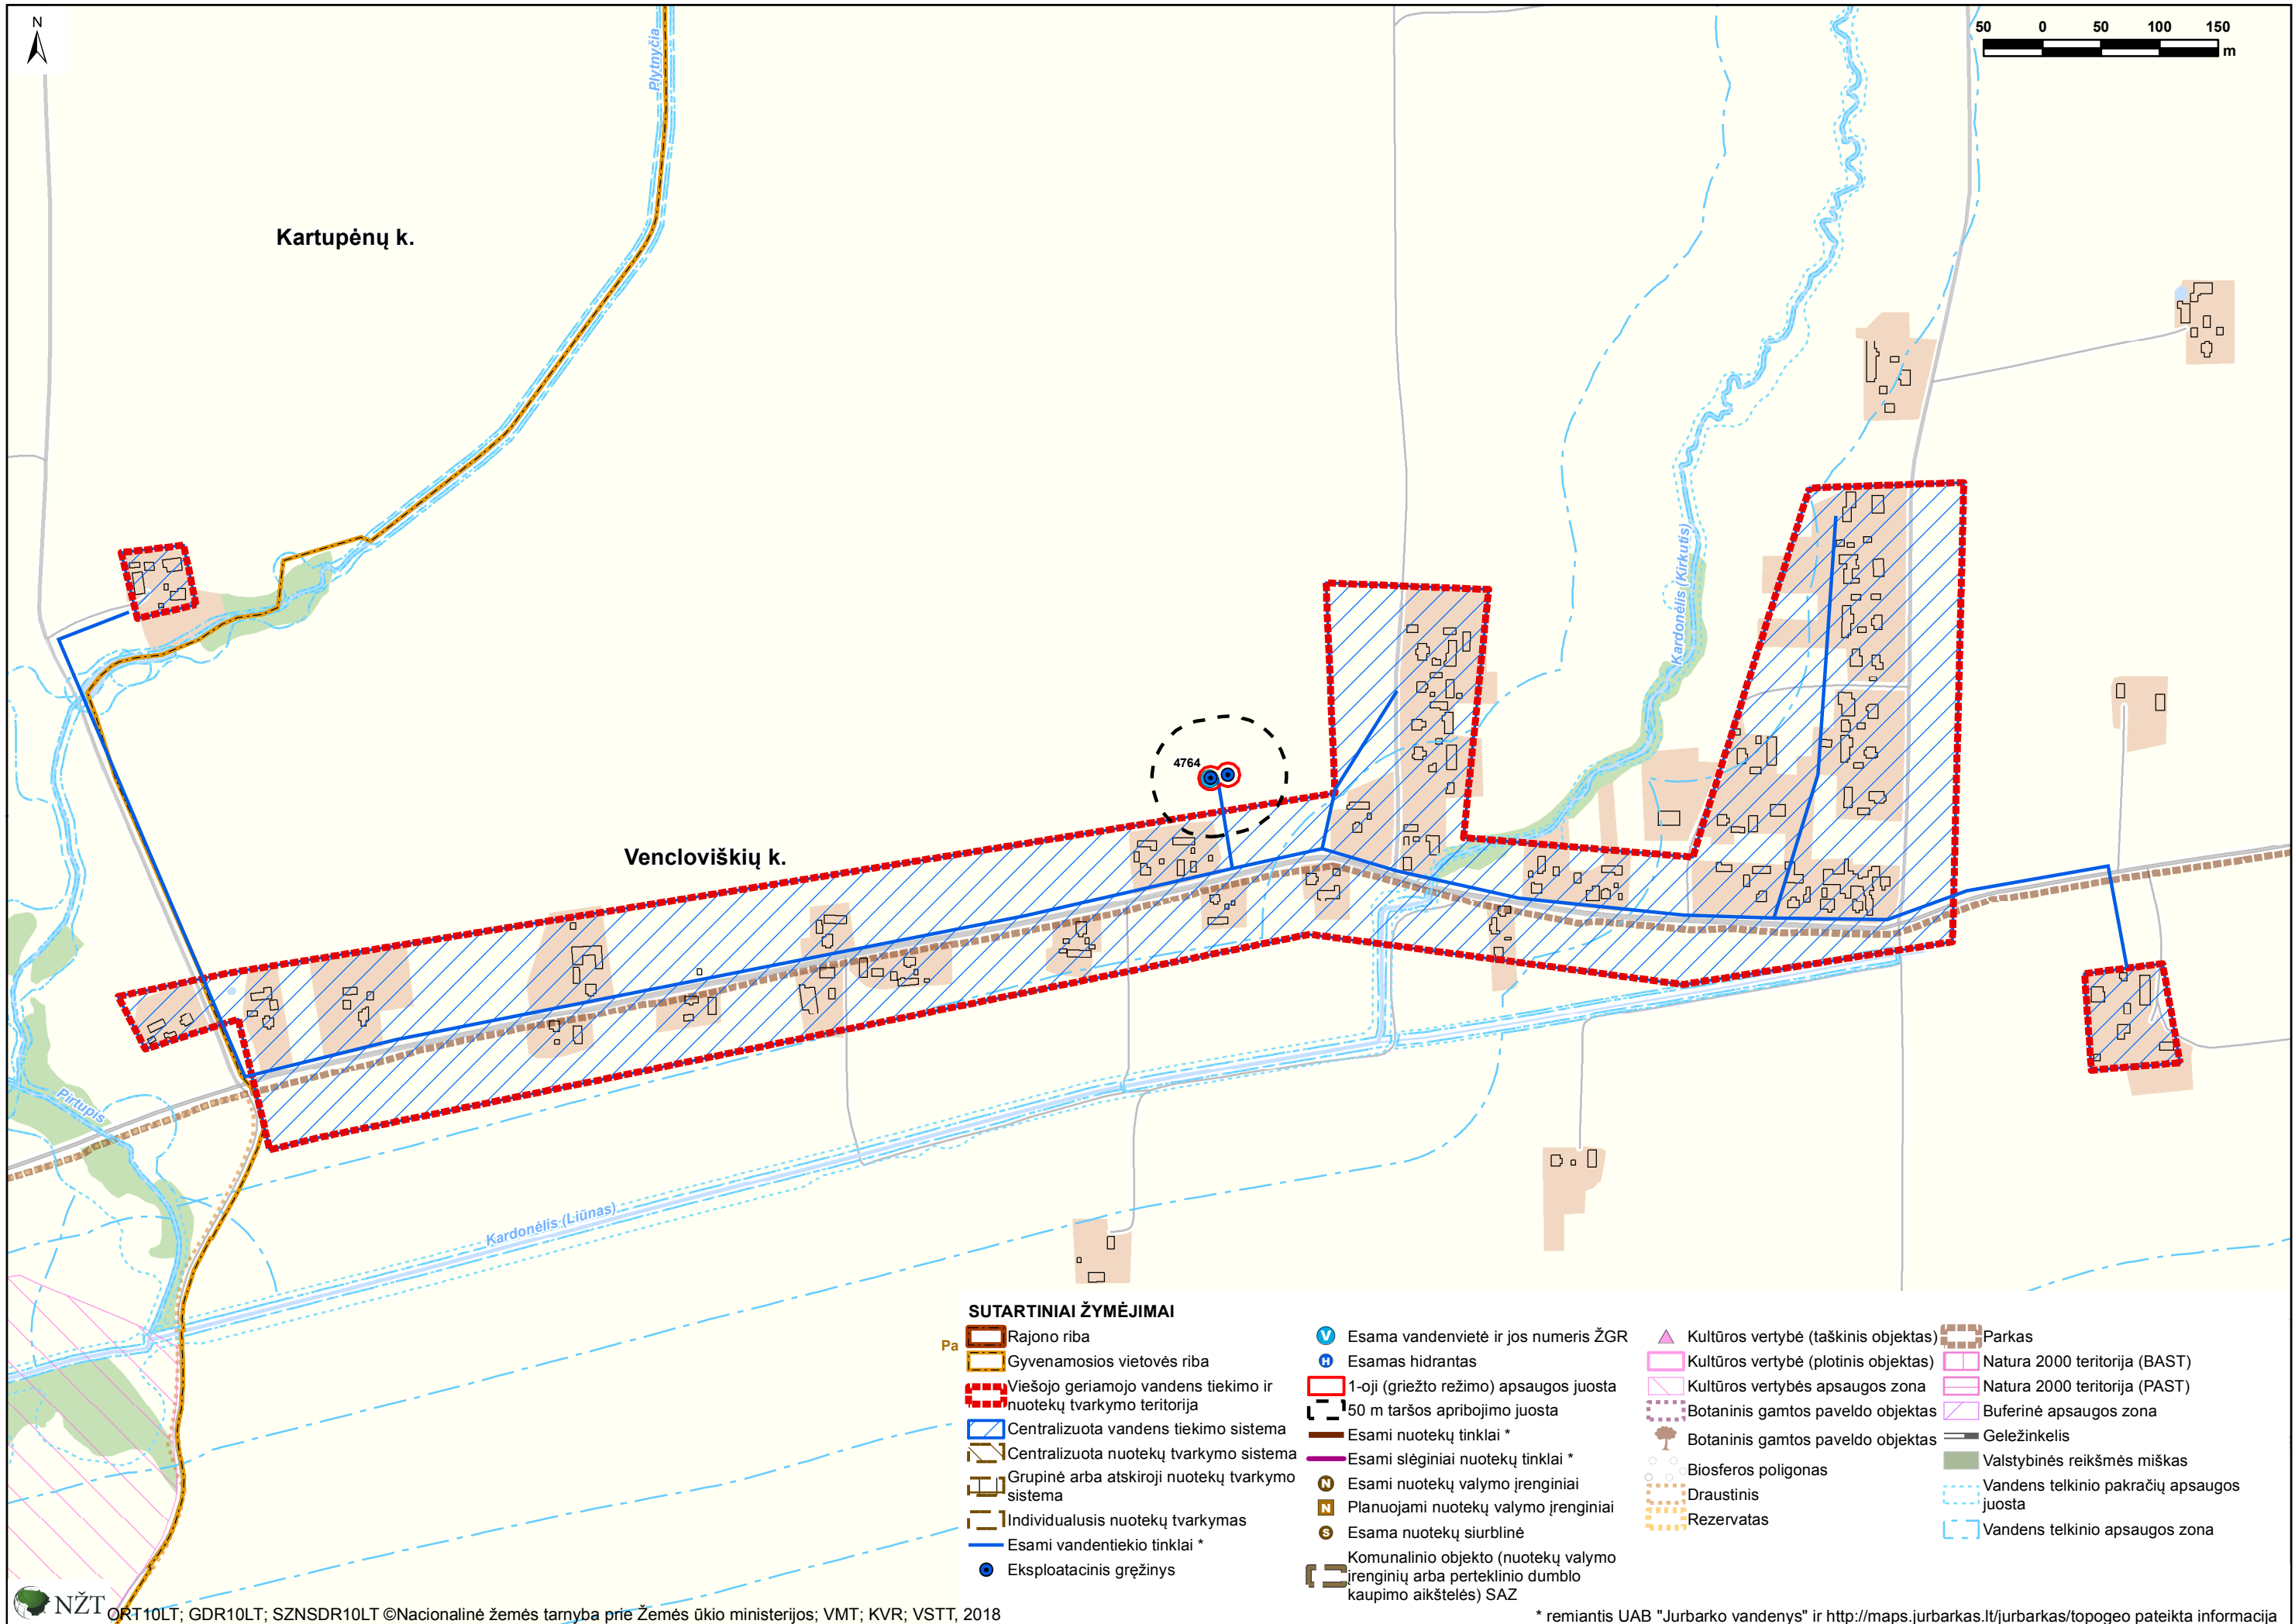 N
50 0 50 100 150
m
Plytnyčia
Kartupėnų k.
Kardonėlis (Kirkutis)
4764
Vencloviškių k.
Pirtupis
Kardonėlis (Liūnas)
Pa
SUTARTINIAI ŽYMĖJIMAI
Rajono riba
Gyvenamosios vietovės riba
Viešojo geriamojo vandens tiekimo ir
nuotekų tvarkymo teritorija
Centralizuota vandens tiekimo sistema
Centralizuota nuotekų tvarkymo sistema
Grupinė arba atskiroji nuotekų tvarkymo
sistema
Individualusis nuotekų tvarkymas
Esami vandentiekio tinklai *
Eksploatacinis gręžinys
V Esama vandenvietė ir jos numeris ŽGR
H Esamas hidrantas
1-oji (griežto režimo) apsaugos juosta
50 m taršos apribojimo juosta
Esami nuotekų tinklai *
Esami slėginiai nuotekų tinklai *
N Esami nuotekų valymo įrenginiai
N Planuojami nuotekų valymo įrenginiai
S Esama nuotekų siurblinė
Komunalinio objekto (nuotekų valymo
įrenginių arba perteklinio dumblo
kaupimo aikštelės) SAZ
Kultūros vertybė (taškinis objektas)
Kultūros vertybė (plotinis objektas)
Kultūros vertybės apsaugos zona
Botaninis gamtos paveldo objektas
Botaninis gamtos paveldo objektas
Biosferos poligonas
Draustinis
Rezervatas
Parkas
Natura 2000 teritorija (BAST)
Natura 2000 teritorija (PAST)
Buferinė apsaugos zona
Geležinkelis
Valstybinės reikšmės miškas
Vandens telkinio pakračių apsaugos
juosta
Vandens telkinio apsaugos zona
NŽT ORT10LT; GDR10LT; SZNSDR10LT ©Nacionalinė žemės tarnyba prie Žemės ūkio ministerijos; VMT; KVR; VSTT, 2018
* remiantis UAB "Jurbarko vandenys" ir http://maps.jurbarkas.lt/jurbarkas/topogeo pateikta informacija